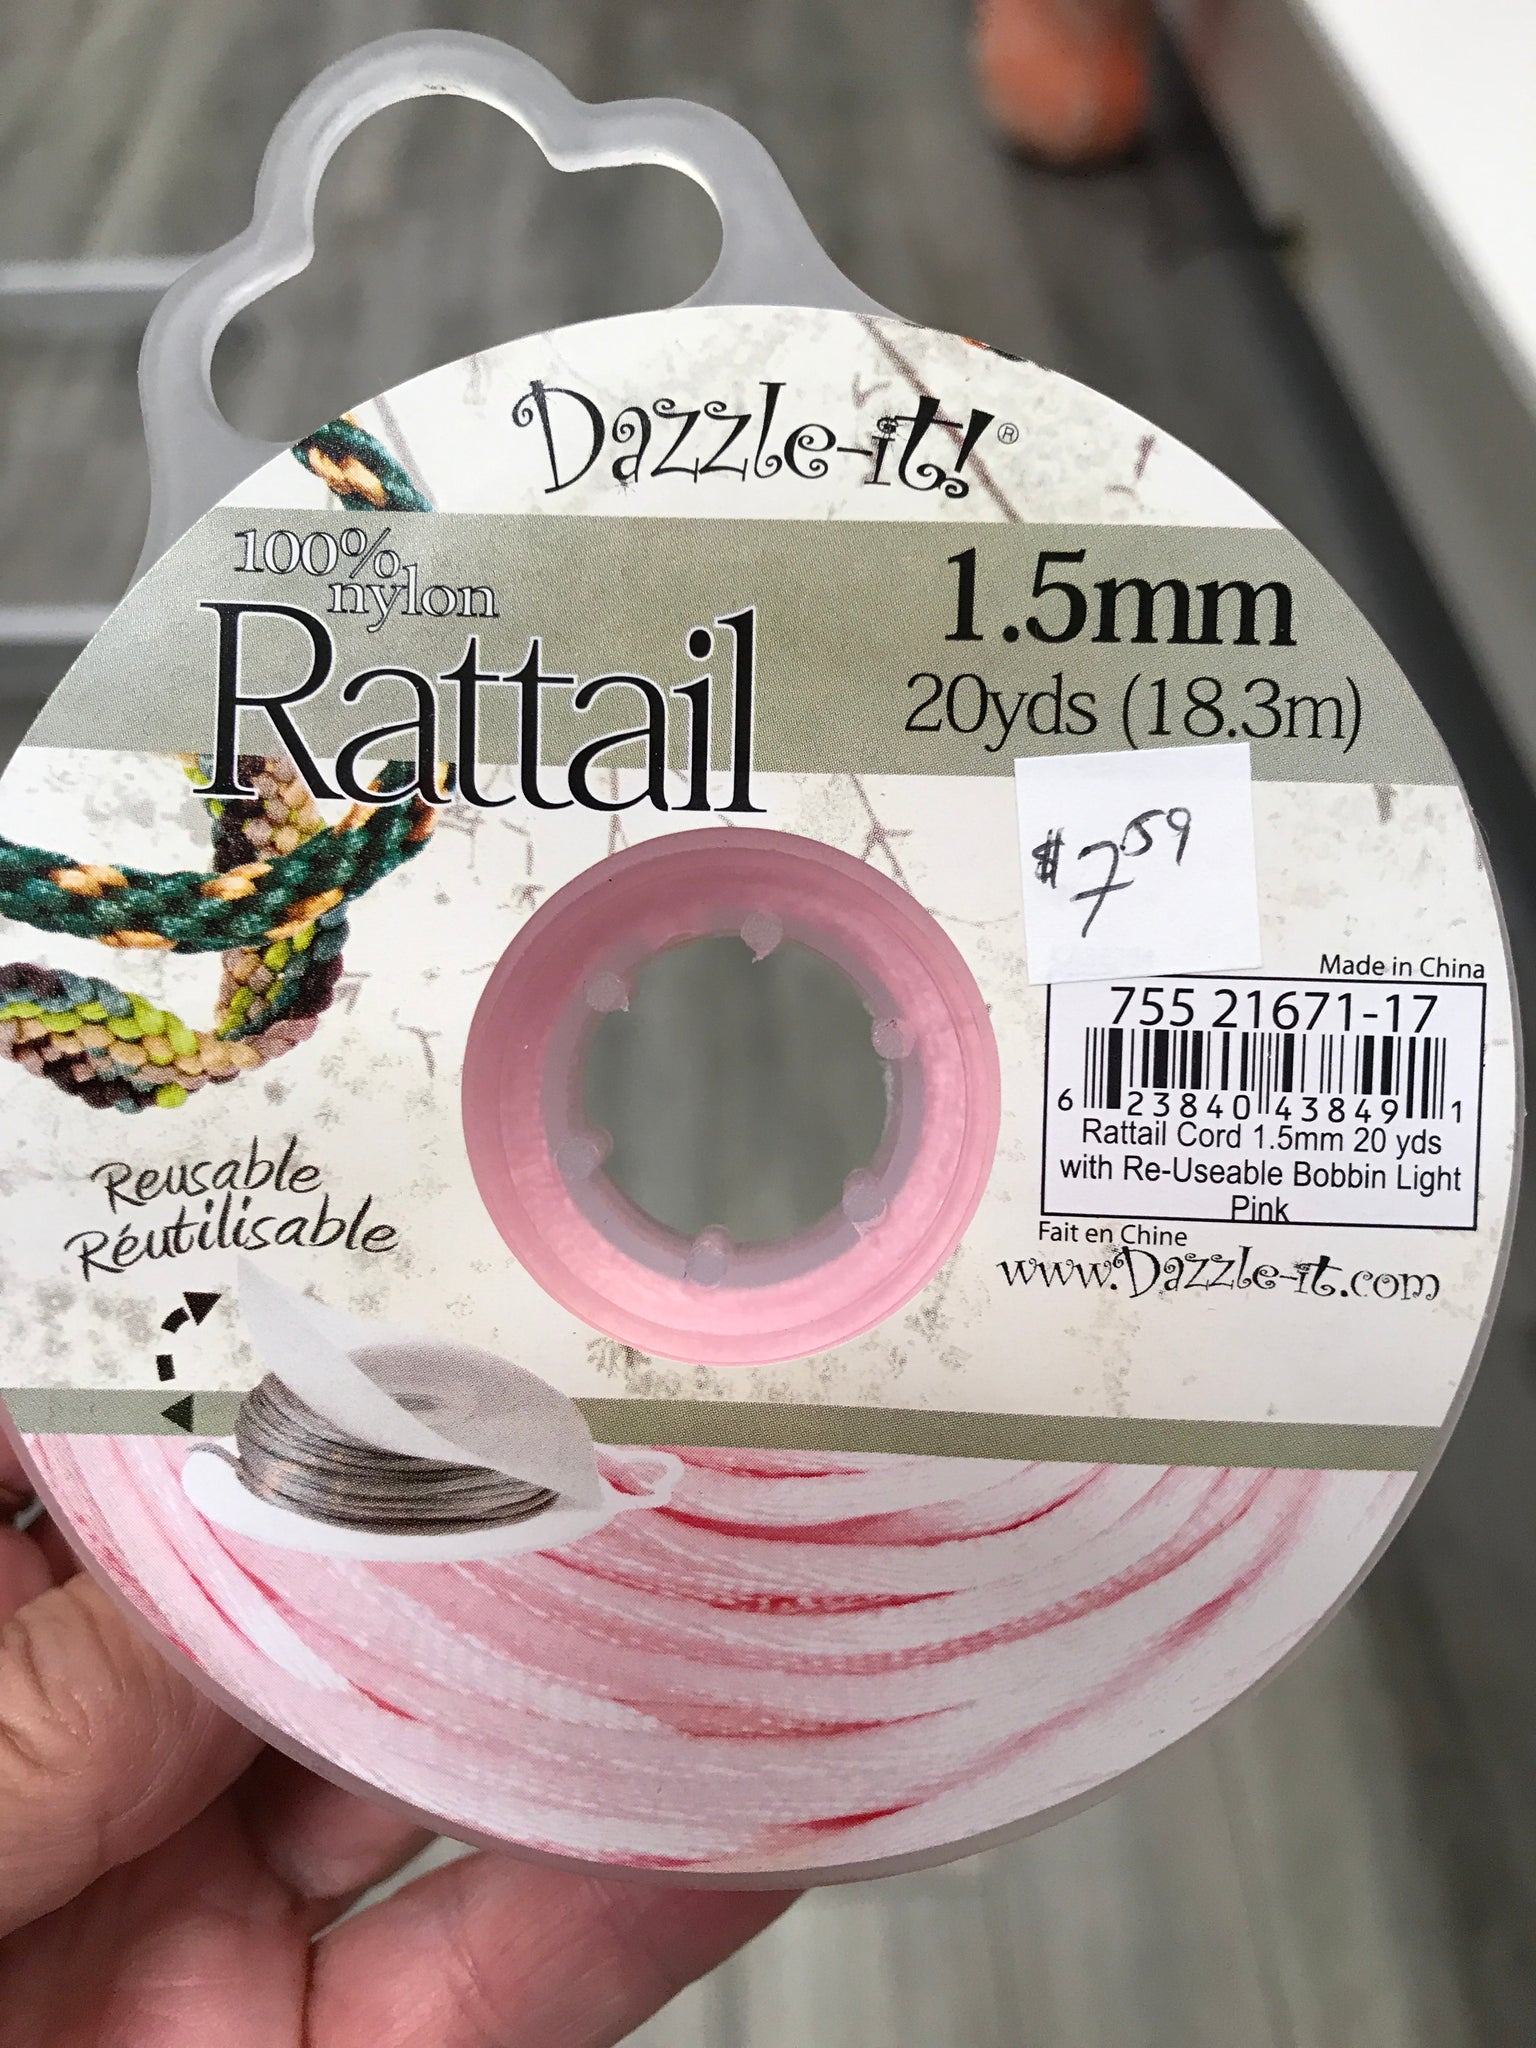 Dazzle-it!®
100%
nylon
Rattail
1.5mm
20yds (18.3m)
$7.59
Made in China
755 21671-17
6 23840 43849 1
Rattail Cord 1.5mm 20 yds
with Re-Useable Bobbin Light
Pink
Fait en Chine
www.Dazzle-it.com
Reusable
Réutilisable